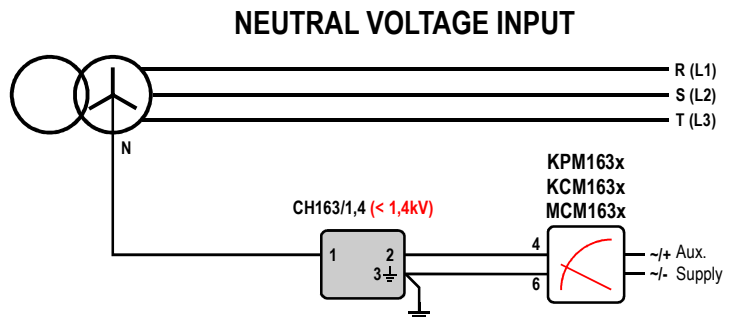 NEUTRAL VOLTAGE INPUT
R (L1)
S (L2)
T (L3)
N
KPM163x
KCM163x
MCM163x
CH163/1,4 (< 1,4kV)
1
2
3
4
6
~/+ Aux.
~/- Supply